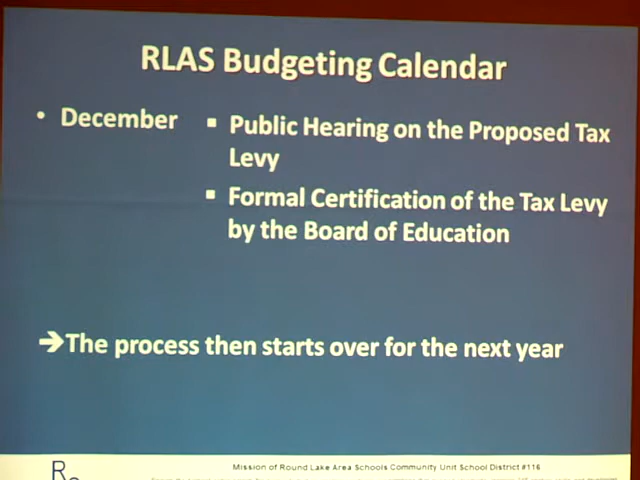 RLAS Budgeting Calendar
• December
▪ Public Hearing on the Proposed Tax
Levy
▪ Formal Certification of the Tax Levy
by the Board of Education
➔The process then starts over for the next year
Mission of Round Lake Area Schools Community Unit School District #116
R